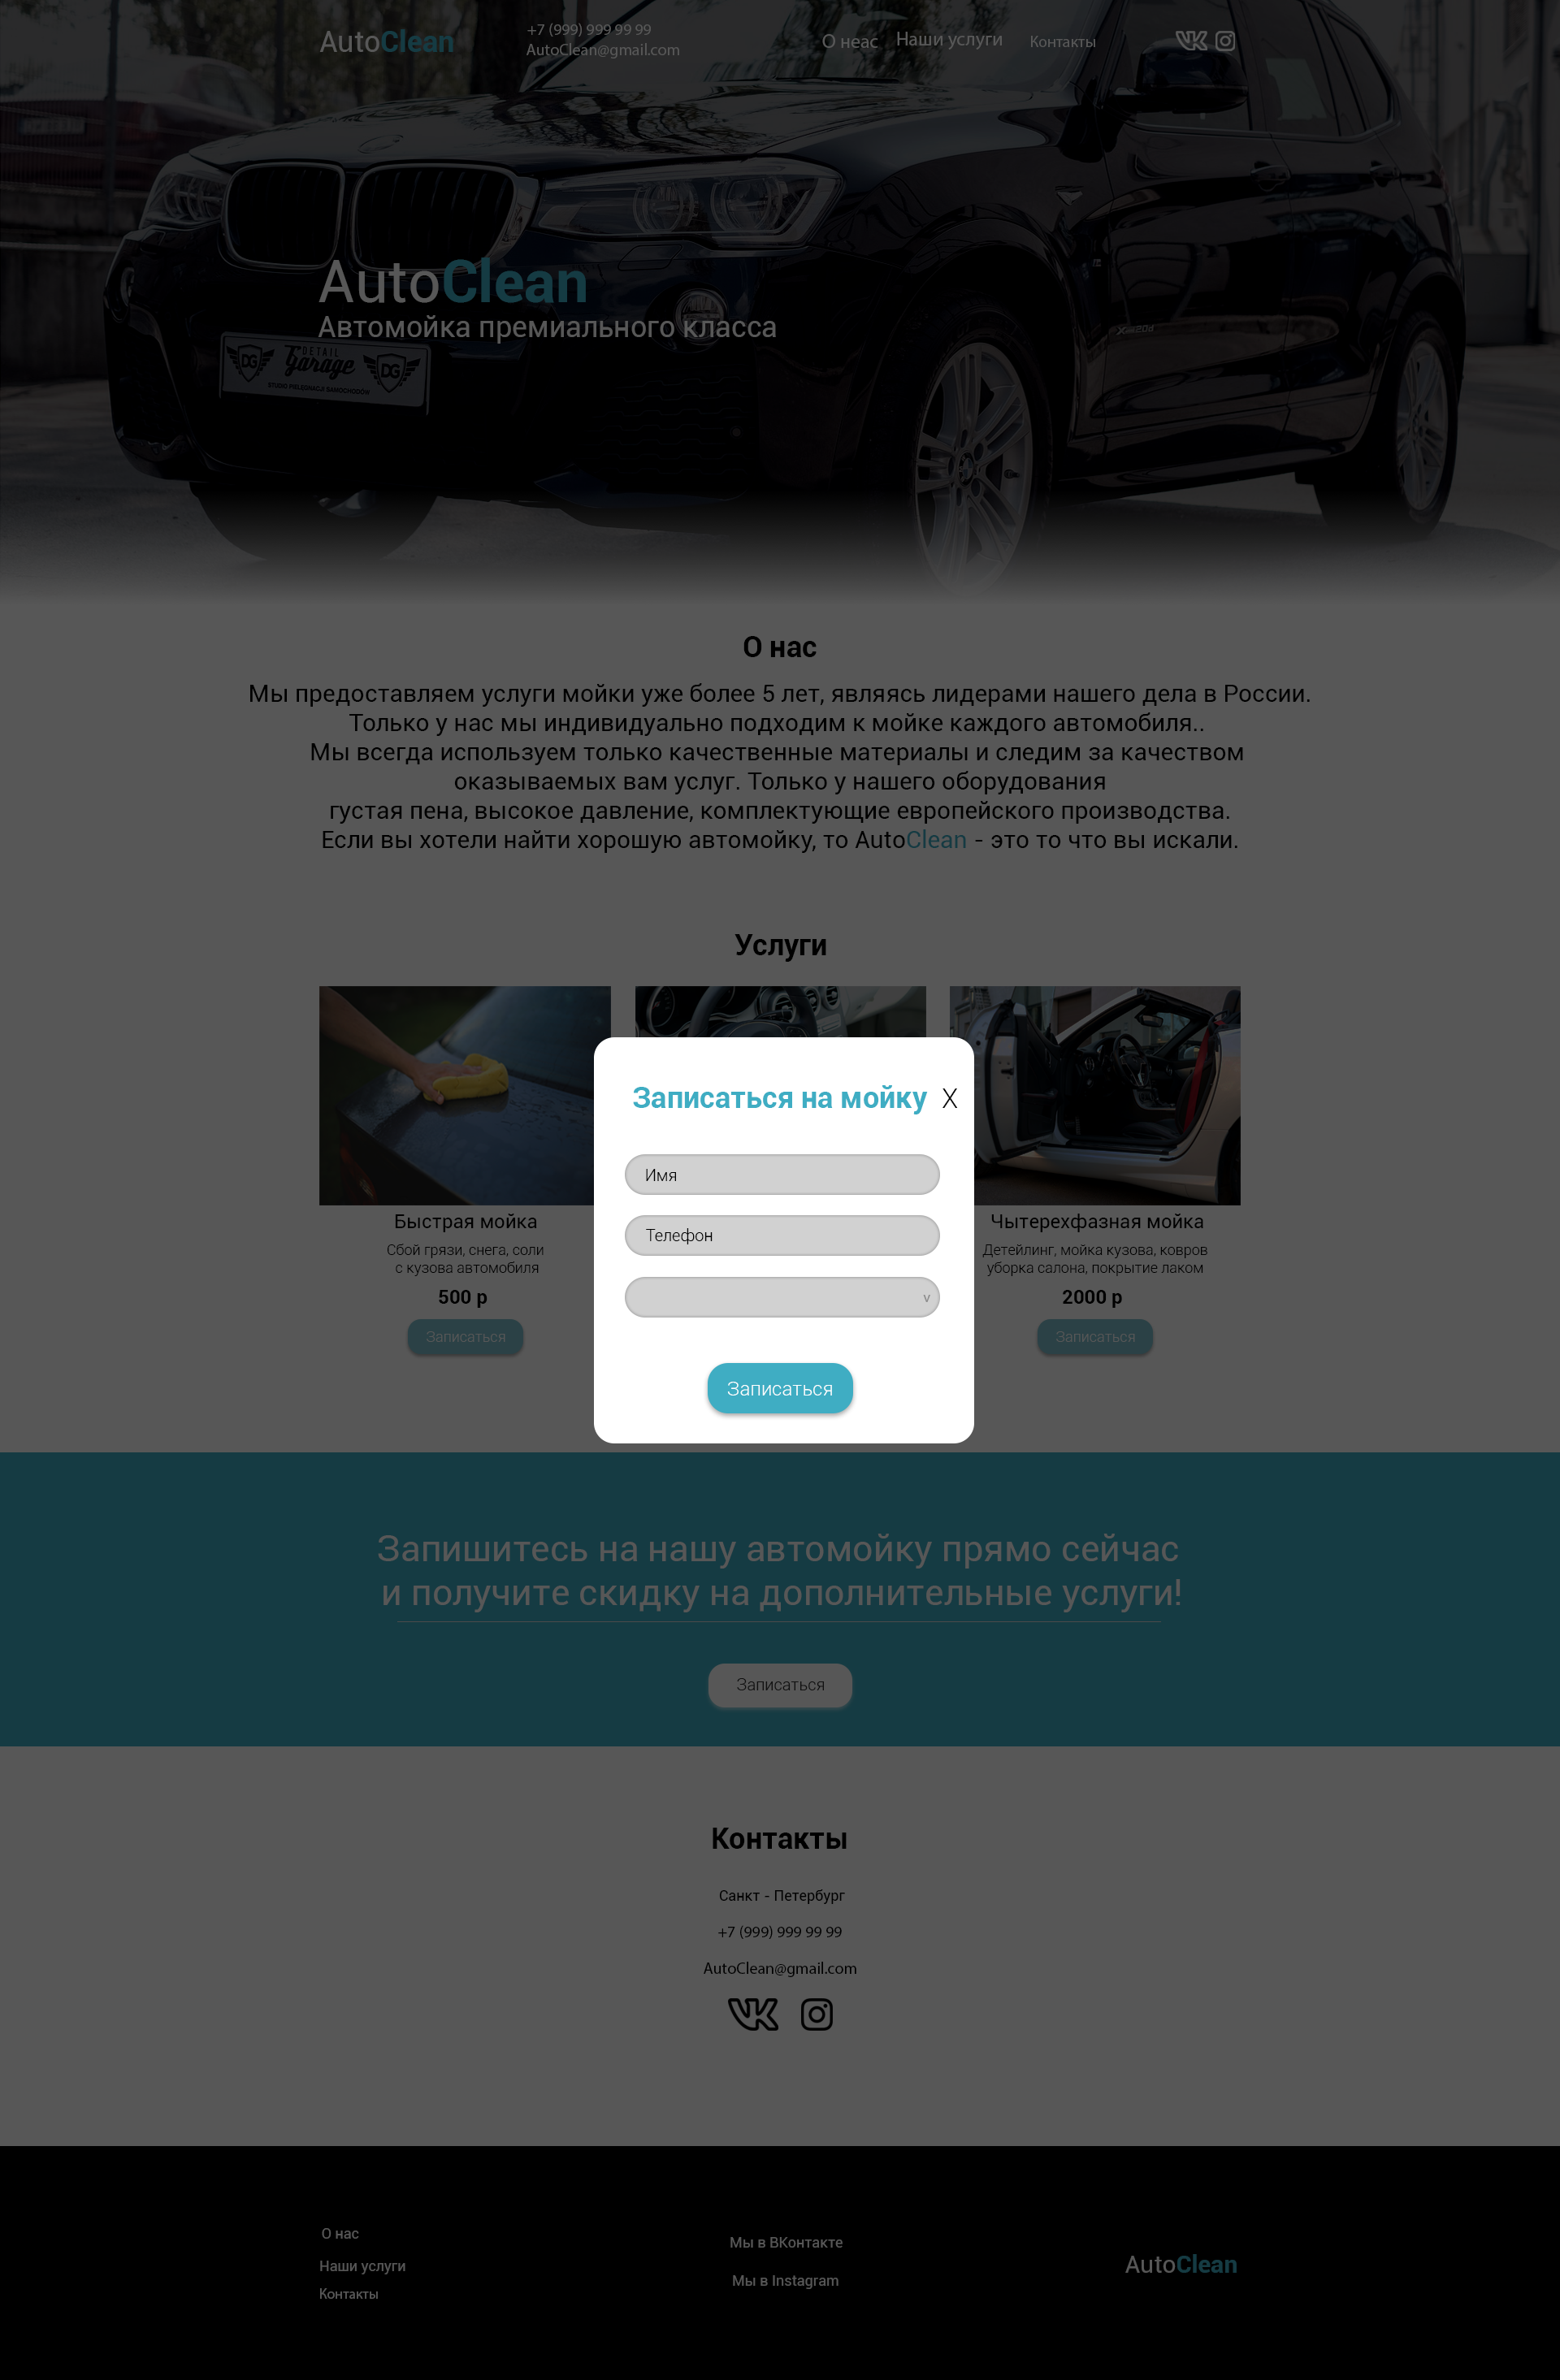 AutoClean
+7 (999) 999 99 99
AutoClean@gmail.com
О неас
Наши услуги
Контакты
AutoClean
Автомойка премиального класса
DETAIL
Garage
DG
DG
STUDIO PIELĘGNACJI SAMOCHODÓW
О нас
Мы предоставляем услуги мойки уже более 5 лет, являясь лидерами нашего дела в России.
Только у нас мы индивидуально подходим к мойке каждого автомобиля..
Мы всегда используем только качественные материалы и следим за качеством
оказываемых вам услуг. Только у нашего оборудования
густая пена, высокое давление, комплектующие европейского производства.
Если вы хотели найти хорошую автомойку, то AutoClean - это то что вы искали.
Услуги
Записаться на мойку X
Имя
Телефон
v
Записаться
Быстрая мойка
Сбой грязи, снега, соли
с кузова автомобиля
500 р
Записаться
Чытерехфазная мойка
Детейлинг, мойка кузова, ковров
уборка салона, покрытие лаком
2000 р
Записаться
Запишитесь на нашу автомойку прямо сейчас
и получите скидку на дополнительные услуги!
Записаться
Контакты
Санкт - Петербург
+7 (999) 999 99 99
AutoClean@gmail.com
О нас
Наши услуги
Контакты
Мы в ВКонтакте
Мы в Instagram
AutoClean